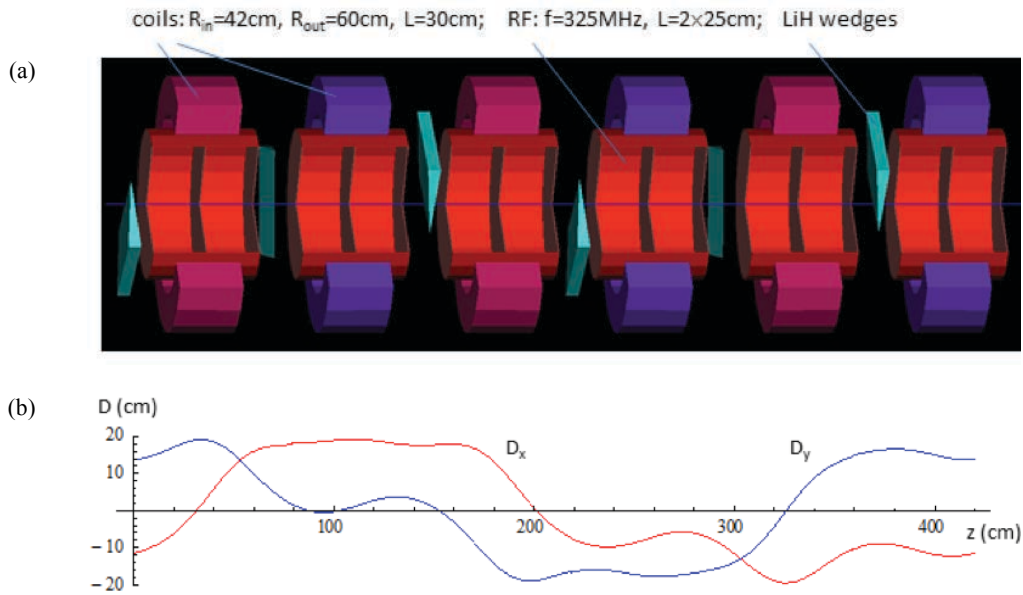 coils: Rin=42cm, Rout=60cm, L=30cm; RF: f=325MHz, L=2×25cm; LiH wedges
(a)
(b)
D (cm)
20
10
−10
−20
Dx
Dy
100
200
300
400
z (cm)